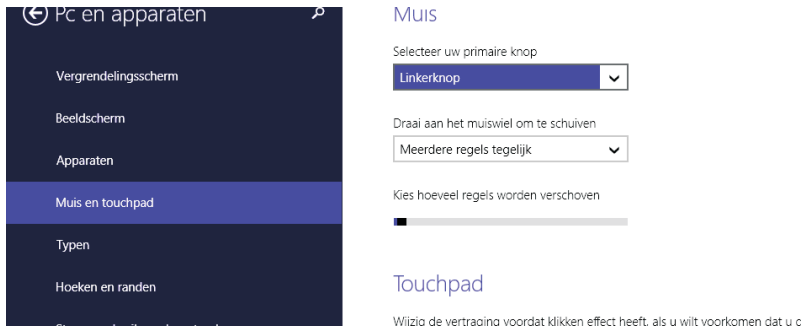 Pc en apparaten
Vergrendelingsscherm
Beeldscherm
Apparaten
Muis en touchpad
Typen
Hoeken en randen
Muis
Selecteer uw primaire knop
Linkerknop
Draai aan het muiswiel om te schuiven
Meerdere regels tegelijk
Kies hoeveel regels worden verschoven
Touchpad
Wijzig de vertraging voordat klikken effect heeft, als u wilt voorkomen dat u